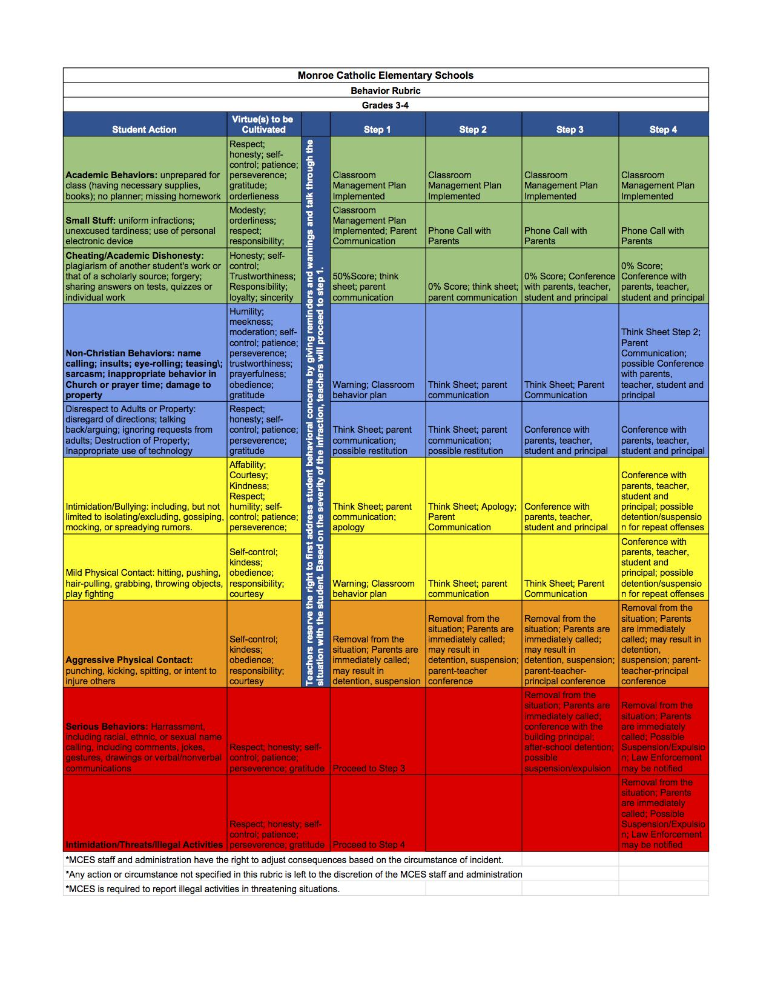 Monroe Catholic Elementary Schools
Behavior Rubric
Grades 3-4
Student Action
Virtue(s) to be
Cultivated
Step 1
Step 2
Step 3
Step 4
Teachers reserve the right to first address student behavioral concerns by giving reminders and warnings and talk through the
situation with the student. Based on the severity of the infraction, teachers will proceed to step 1.
Academic Behaviors: unprepared for
class (having necessary supplies,
books); no planner; missing homework
Respect;
honesty; self-
control; patience;
perseverence;
gratitude;
orderlieness
Classroom
Management Plan
Implemented
Classroom
Management Plan
Implemented
Classroom
Management Plan
Implemented
Classroom
Management Plan
Implemented
Small Stuff: uniform infractions;
unexcused tardiness; use of personal
electronic device
Modesty;
orderliness;
respect;
responsibility;
Classroom
Management Plan
Implemented; Parent
Communication
Phone Call with
Parents
Phone Call with
Parents
Phone Call with
Parents
Cheating/Academic Dishonesty:
plagiarism of another student's work or
that of a scholarly source; forgery;
sharing answers on tests, quizzes or
individual work
Honesty; self-
control;
Trustworthiness;
Responsibility;
loyalty; sincerity
50%Score; think
sheet; parent
communication
0% Score; think sheet;
parent communication
0% Score; Conference
with parents, teacher,
student and principal
0% Score;
Conference with
parents, teacher,
student and principal
Non-Christian Behaviors: name
calling; insults; eye-rolling; teasing\;
sarcasm; inappropriate behavior in
Church or prayer time; damage to
property
Humility;
meekness;
moderation; self-
control; patience;
perseverence;
trustworthiness;
prayerfulness;
obedience;
gratitude
Warning; Classroom
behavior plan
Think Sheet; parent
communication
Think Sheet; Parent
Communication
Think Sheet Step 2;
Parent
Communication;
possible Conference
with parents,
teacher, student and
principal
Disrespect to Adults or Property:
disregard of directions; talking
back/arguing; ignoring requests from
adults; Destruction of Property;
Inappropriate use of technology
Respect;
honesty; self-
control; patience;
perseverence;
gratitude
Think Sheet; parent
communication;
possible restitution
Think Sheet; parent
communication;
possible restitution
Conference with
parents, teacher,
student and principal
Conference with
parents, teacher,
student and principal
Intimidation/Bullying: including, but not
limited to isolating/excluding, gossiping,
mocking, or spreadying rumors.
Affability;
Courtesy;
Kindness;
Respect;
humility; self-
control; patience;
perseverence;
Think Sheet; parent
communication;
apology
Think Sheet; Apology;
Parent
Communication
Conference with
parents, teacher,
student and principal
Conference with
parents, teacher,
student and
principal; possible
detention/suspensio
n for repeat offenses
Mild Physical Contact: hitting, pushing,
hair-pulling, grabbing, throwing objects,
play fighting
Self-control;
kindess;
obedience;
responsibility;
courtesy
Warning; Classroom
behavior plan
Think Sheet; parent
communication
Think Sheet; Parent
Communication
Conference with
parents, teacher,
student and
principal; possible
detention/suspensio
n for repeat offenses
Aggressive Physical Contact:
punching, kicking, spitting, or intent to
injure others
Self-control;
kindess;
obedience;
responsibility;
courtesy
Removal from the
situation; Parents are
immediately called;
may result in
detention, suspension
Removal from the
situation; Parents are
immediately called;
may result in
detention, suspension;
parent-teacher
conference
Removal from the
situation; Parents are
immediately called;
may result in
detention, suspension;
parent-teacher-
principal conference
Removal from the
situation; Parents
are immediately
called; may result in
detention,
suspension; parent-
teacher-principal
conference
Serious Behaviors: Harrassment,
including racial, ethnic, or sexual name
calling, including comments, jokes,
gestures, drawings or verbal/nonverbal
communications
Respect; honesty; self-
control; patience;
perseverence; gratitude
Proceed to Step 3
Removal from the
situation; Parents are
immediately called;
conference with the
building principal;
after-school detention;
possible
suspension/expulsion
Removal from the
situation; Parents
are immediately
called; Possible
Suspension/Expulsio
n; Law Enforcement
may be notified
Intimidation/Threats/Illegal Activities
Respect; honesty; self-
control; patience;
perseverence; gratitude
Proceed to Step 4
Removal from the
situation; Parents
are immediately
called; Possible
Suspension/Expulsio
n; Law Enforcement
may be notified
*MCES staff and administration have the right to adjust consequences based on the circumstance of incident.
*Any action or circumstance not specified in this rubric is left to the discretion of the MCES staff and administration
*MCES is required to report illegal activities in threatening situations.